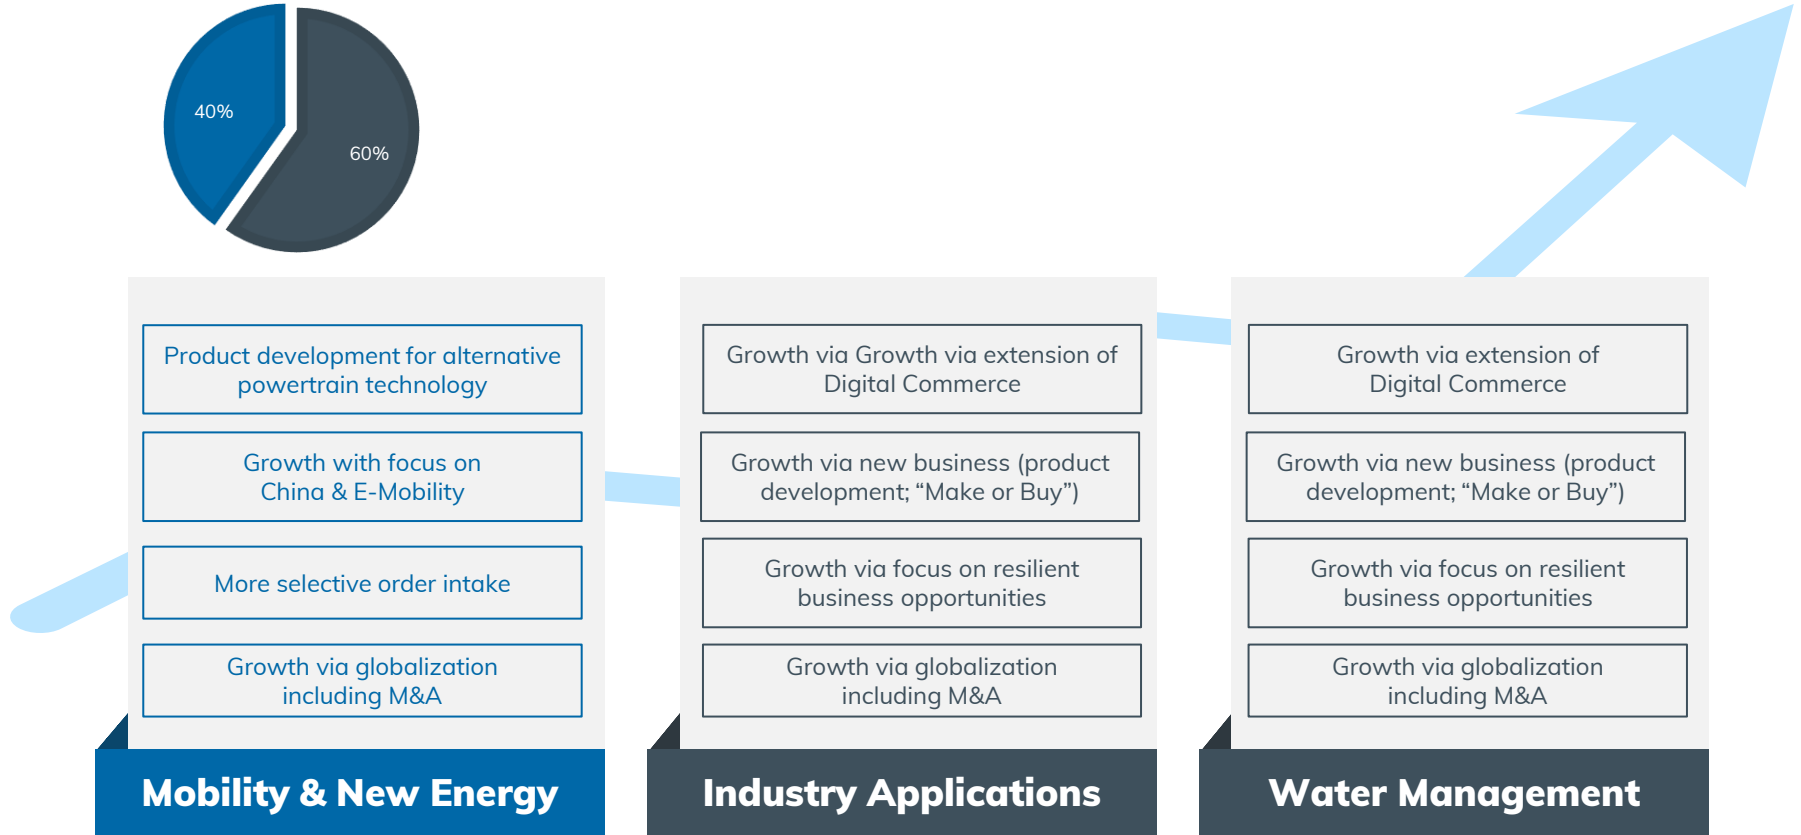 40%
60%
Product development for alternative
powertrain technology
Growth with focus on
China & E-Mobility
More selective order intake
Growth via globalization
including M&A
Mobility & New Energy
Growth via Growth via extension of
Digital Commerce
Growth via new business (product
development; “Make or Buy”)
Growth via focus on resilient
business opportunities
Growth via globalization
including M&A
Industry Applications
Growth via extension of
Digital Commerce
Growth via new business (product
development; “Make or Buy”)
Growth via focus on resilient
business opportunities
Growth via globalization
including M&A
Water Management